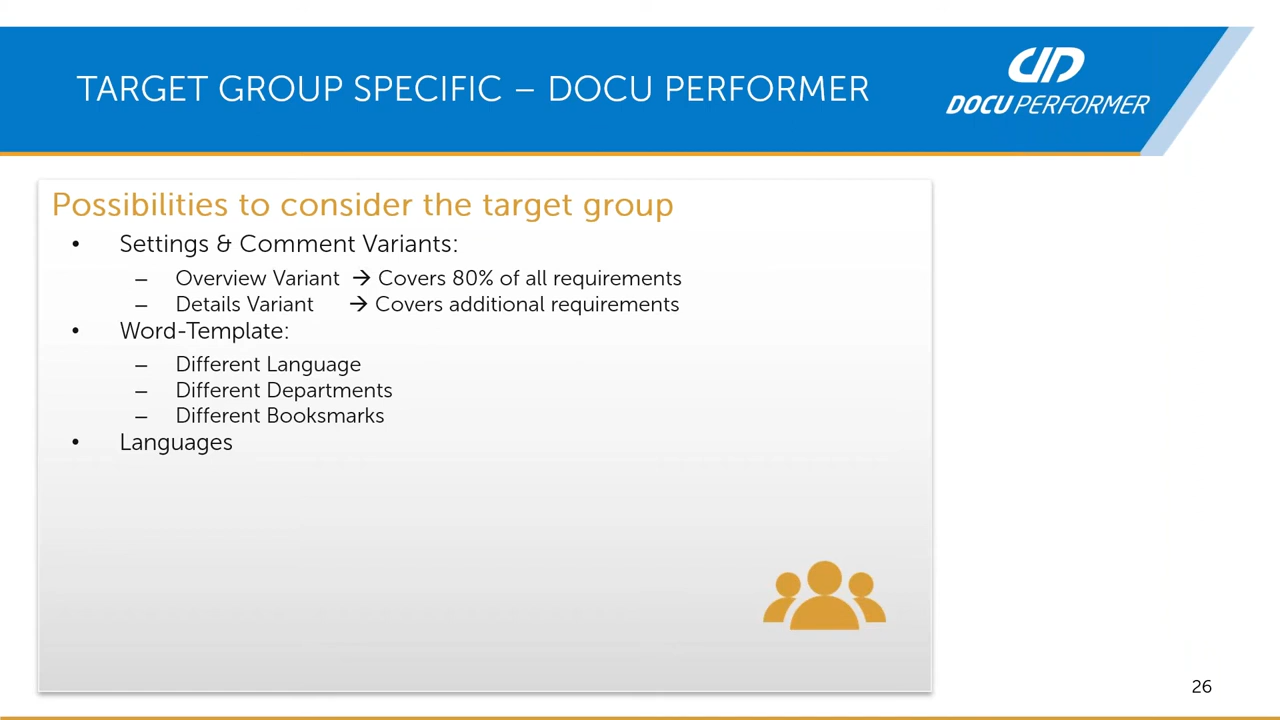 TARGET GROUP SPECIFIC – DOCU PERFORMER
DOCU PERFORMER
Possibilities to consider the target group
• Settings & Comment Variants:
– Overview Variant → Covers 80% of all requirements
– Details Variant → Covers additional requirements
• Word-Template:
– Different Language
– Different Departments
– Different Booksmarks
• Languages
26